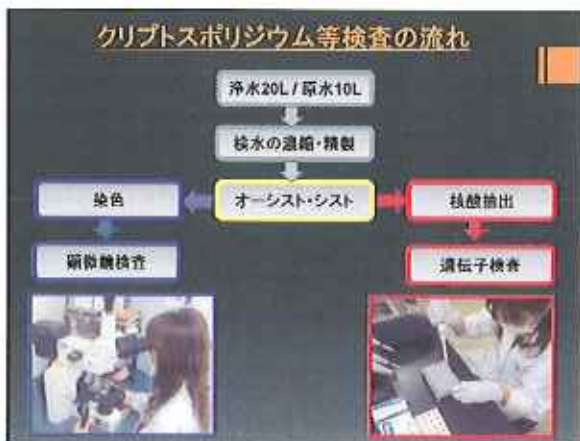 クリプトスポリジウム等検査の流れ
浄水20L / 原水10L
検水の濃縮・精製
染色
オーシスト・シスト
核酸抽出
顕微鏡検査
遺伝子検査